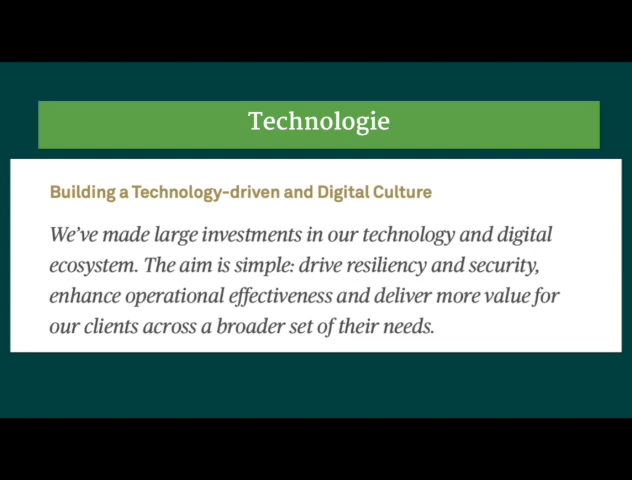 Technologie
Building a Technology-driven and Digital Culture
We've made large investments in our technology and digital
ecosystem. The aim is simple: drive resiliency and security,
enhance operational effectiveness and deliver more value for
our clients across a broader set of their needs.